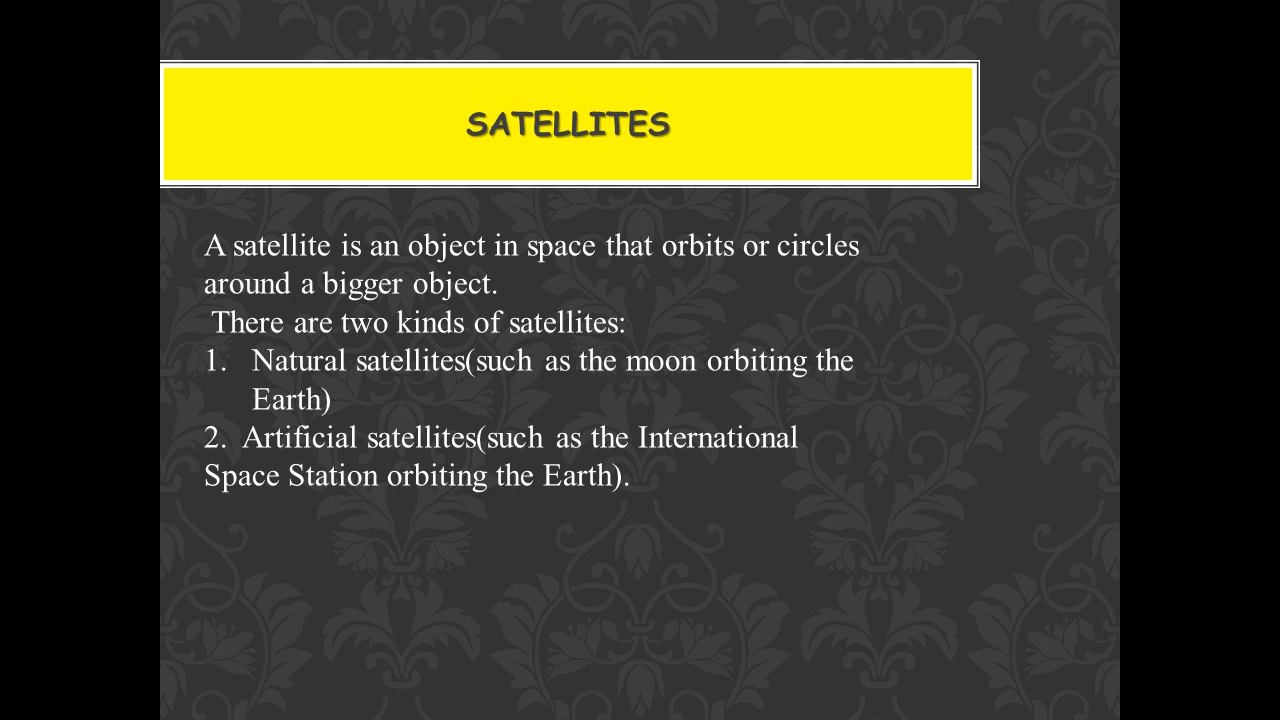 SATELLITES
A satellite is an object in space that orbits or circles
around a bigger object.
There are two kinds of satellites:
1. Natural satellites(such as the moon orbiting the
Earth)
2. Artificial satellites(such as the International
Space Station orbiting the Earth).